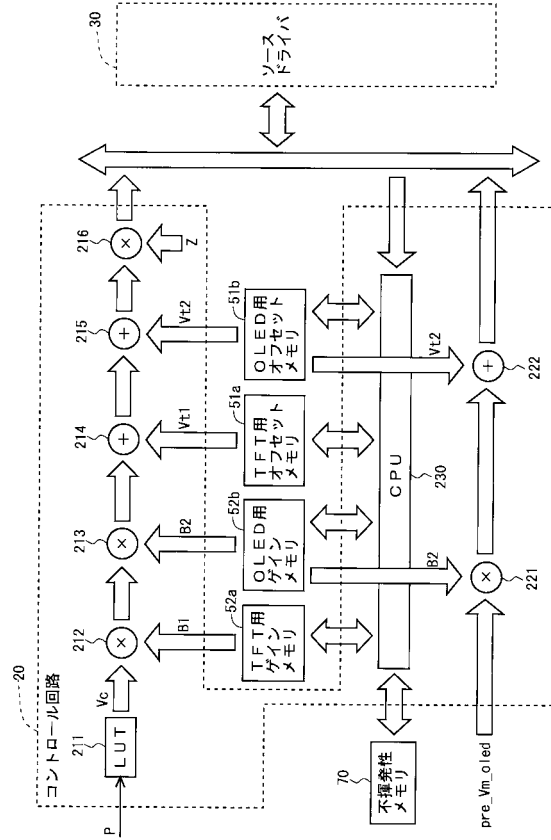 20
コントロール回路
P
211
LUT
Vc
212
×
B1
213
×
B2
214
+
Vt1
215
+
Vt2
216
×
Z
30
ソース
ドライバ
52a
TFT用
ゲイン
メモリ
52b
OLED用
ゲイン
メモリ
51a
TFT用
オフセット
メモリ
51b
OLED用
オフセット
メモリ
70
不揮発性
メモリ
CPU
230
B2
Vt2
pre_Vm_oled
×
221
+
222